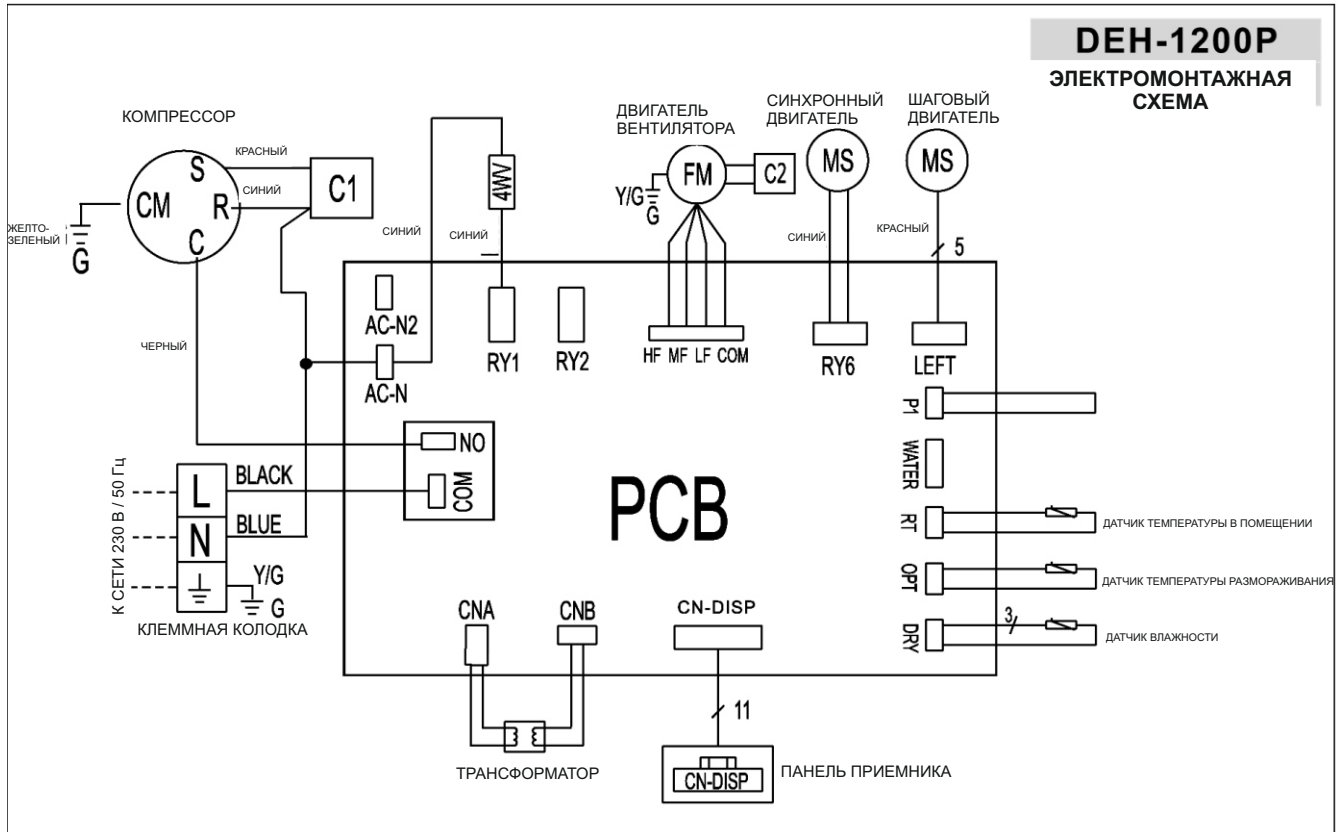 DEH-1200P
ЭЛЕКТРОМОНТАЖНАЯ
СХЕМА
КОМПРЕССОР
ДВИГАТЕЛЬ
ВЕНТИЛЯТОРА
СИНХРОННЫЙ
ДВИГАТЕЛЬ
ШАГОВЫЙ
ДВИГАТЕЛЬ
КРАСНЫЙ
СИНИЙ
S
R
C
CM
C1
ЖЕЛТО-
ЗЕЛЕНЫЙ
G
СИНИЙ
СИНИЙ
4WV
Y/G
G
FM
C2
MS
MS
СИНИЙ
КРАСНЫЙ
5
ЧЕРНЫЙ
AC-N2
AC-N
RY1
RY2
HF MF LF COM
RY6
LEFT
P1
WATER
NO
COM
PCB
К СЕТИ 230 В / 50 Гц
L
BLACK
N
BLUE
Y/G
G
КЛЕММНАЯ КОЛОДКА
RT
ДАТЧИК ТЕМПЕРАТУРЫ В ПОМЕЩЕНИИ
OPT
ДАТЧИК ТЕМПЕРАТУРЫ РАЗМОРАЖИВАНИЯ
DRY
3
ДАТЧИК ВЛАЖНОСТИ
CNA
CNB
CN-DISP
11
ТРАНСФОРМАТОР
CN-DISP
ПАНЕЛЬ ПРИЕМНИКА